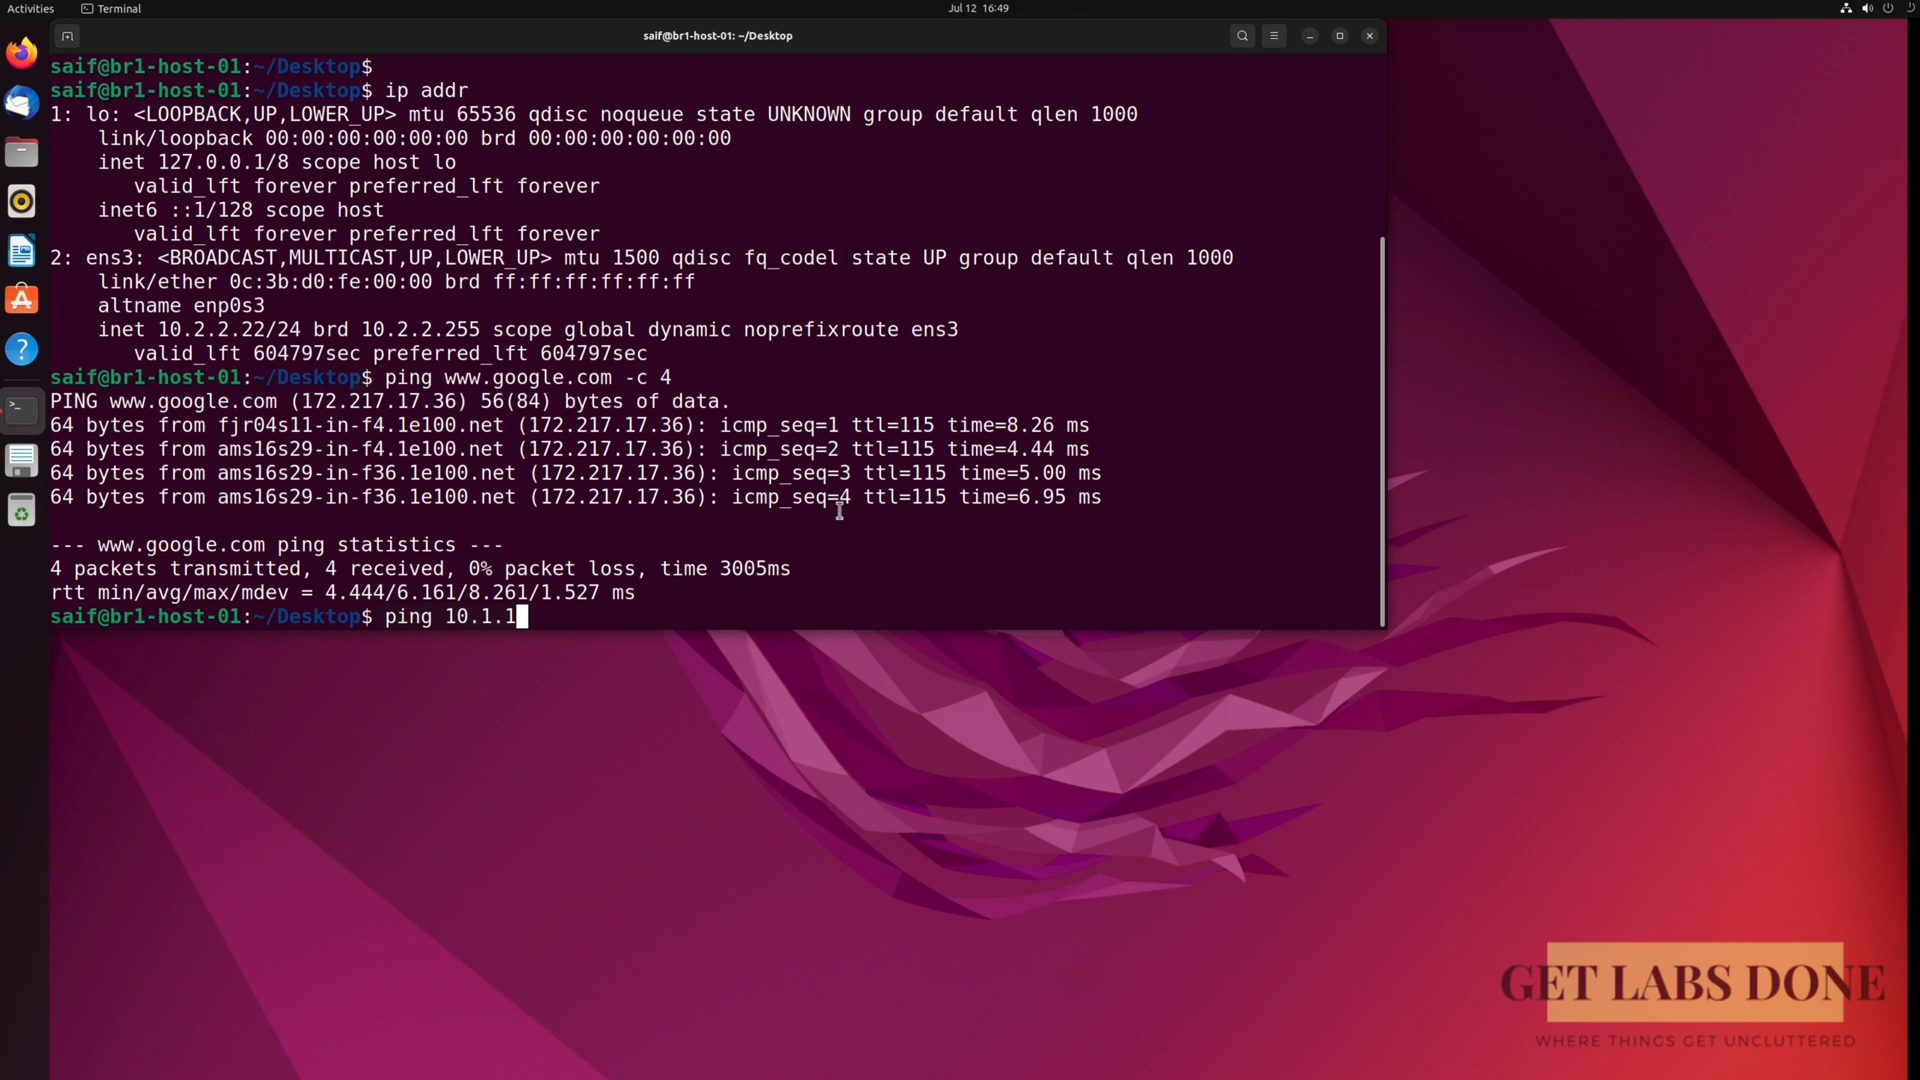 Activities Terminal Jul 12 16:49
saif@br1-host-01: ~/Desktop
saif@br1-host-01:~/Desktop$
saif@br1-host-01:~/Desktop$ ip addr
1: lo: <LOOPBACK,UP,LOWER_UP> mtu 65536 qdisc noqueue state UNKNOWN group default qlen 1000
    link/loopback 00:00:00:00:00:00 brd 00:00:00:00:00:00
    inet 127.0.0.1/8 scope host lo
       valid_lft forever preferred_lft forever
    inet6 ::1/128 scope host
       valid_lft forever preferred_lft forever
2: ens3: <BROADCAST,MULTICAST,UP,LOWER_UP> mtu 1500 qdisc fq_codel state UP group default qlen 1000
    link/ether 0c:3b:d0:fe:00:00 brd ff:ff:ff:ff:ff:ff
    altname enp0s3
    inet 10.2.2.22/24 brd 10.2.2.255 scope global dynamic noprefixroute ens3
       valid_lft 604797sec preferred_lft 604797sec
saif@br1-host-01:~/Desktop$ ping www.google.com -c 4
PING www.google.com (172.217.17.36) 56(84) bytes of data.
64 bytes from fjr04s11-in-f4.1e100.net (172.217.17.36): icmp_seq=1 ttl=115 time=8.26 ms
64 bytes from ams16s29-in-f4.1e100.net (172.217.17.36): icmp_seq=2 ttl=115 time=4.44 ms
64 bytes from ams16s29-in-f36.1e100.net (172.217.17.36): icmp_seq=3 ttl=115 time=5.00 ms
64 bytes from ams16s29-in-f36.1e100.net (172.217.17.36): icmp_seq=4 ttl=115 time=6.95 ms
--- www.google.com ping statistics ---
4 packets transmitted, 4 received, 0% packet loss, time 3005ms
rtt min/avg/max/mdev = 4.444/6.161/8.261/1.527 ms
saif@br1-host-01:~/Desktop$ ping 10.1.1
GET LABS DONE
WHERE THINGS GET UNCLUTTERED